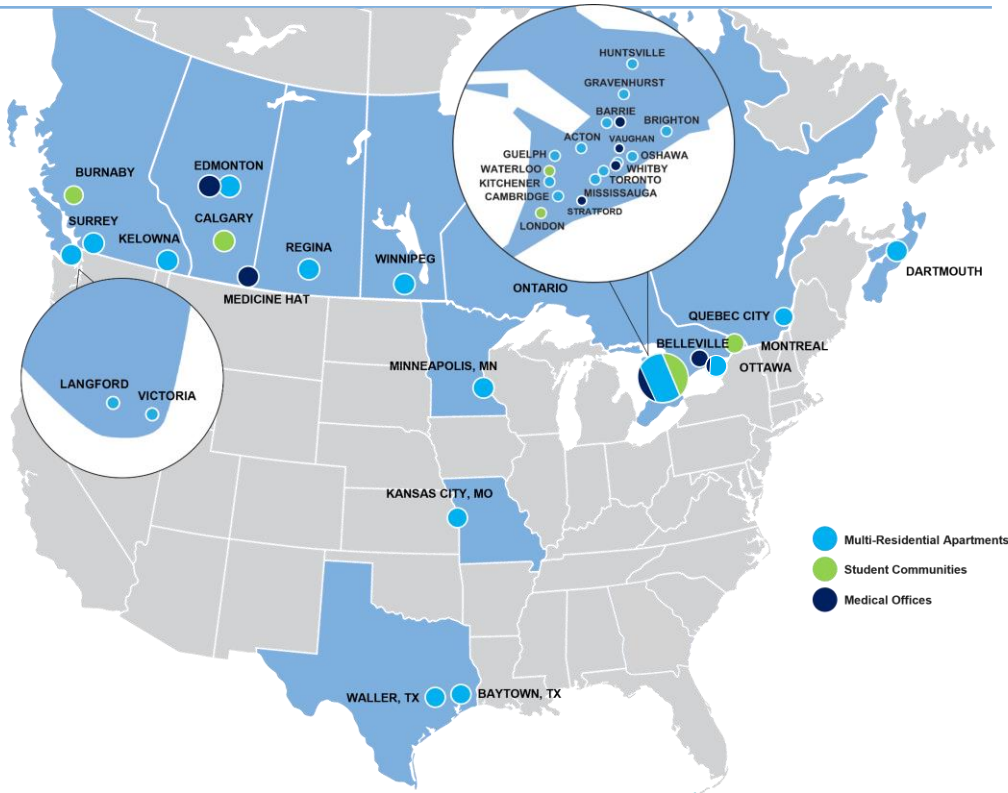 HUNTSVILLE
GRAVENHURST
BARRIE
BRIGHTON
ACTON
VAUGHAN
GUELPH
OSHAWA
WATERLOO
WHITBY
KITCHENER
TORONTO
CAMBRIDGE
MISSISSAUGA
STRATFORD
LONDON
BURNABY
EDMONTON
SURREY
CALGARY
KELOWNA
REGINA
WINNIPEG
MEDICINE HAT
ONTARIO
DARTMOUTH
QUEBEC CITY
BELLEVILLE
MONTREAL
OTTAWA
MINNEAPOLIS, MN
LANGFORD
VICTORIA
KANSAS CITY, MO
Multi-Residential Apartments
Student Communities
Medical Offices
WALLER, TX
BAYTOWN, TX